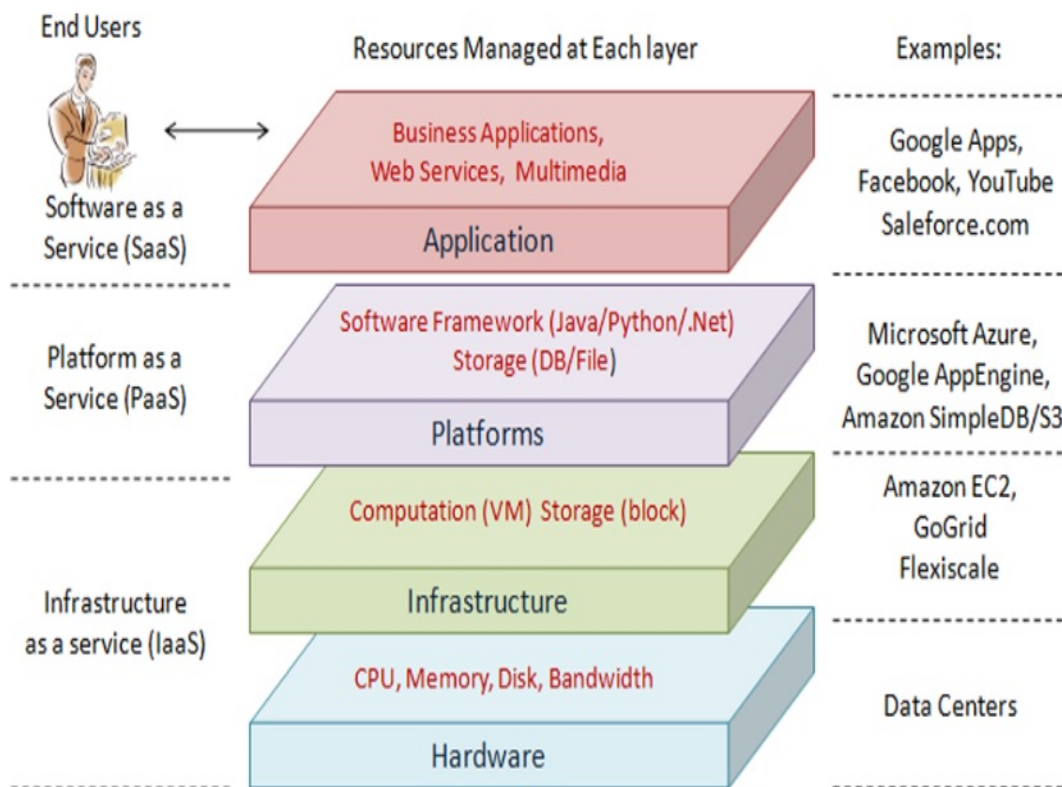 End Users
Resources Managed at Each layer
Examples:
Business Applications,
Web Services, Multimedia
Application
Software as a
Service (SaaS)
Google Apps,
Facebook, YouTube
Saleforce.com
Software Framework (Java/Python/.Net)
Storage (DB/File)
Platforms
Platform as a
Service (PaaS)
Microsoft Azure,
Google AppEngine,
Amazon SimpleDB/S3
Computation (VM) Storage (block)
Infrastructure
Amazon EC2,
GoGrid
Flexiscale
Infrastructure
as a service (IaaS)
CPU, Memory, Disk, Bandwidth
Hardware
Data Centers